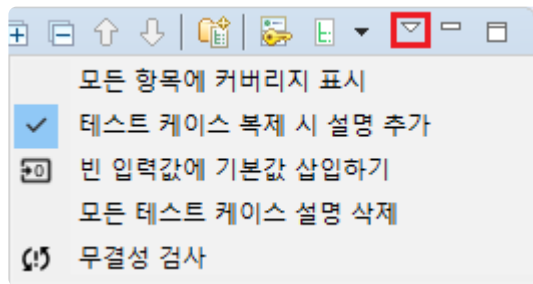 모든 항목에 커버리지 표시
테스트 케이스 복제 시 설명 추가
빈 입력값에 기본값 삽입하기
모든 테스트 케이스 설명 삭제
무결성 검사